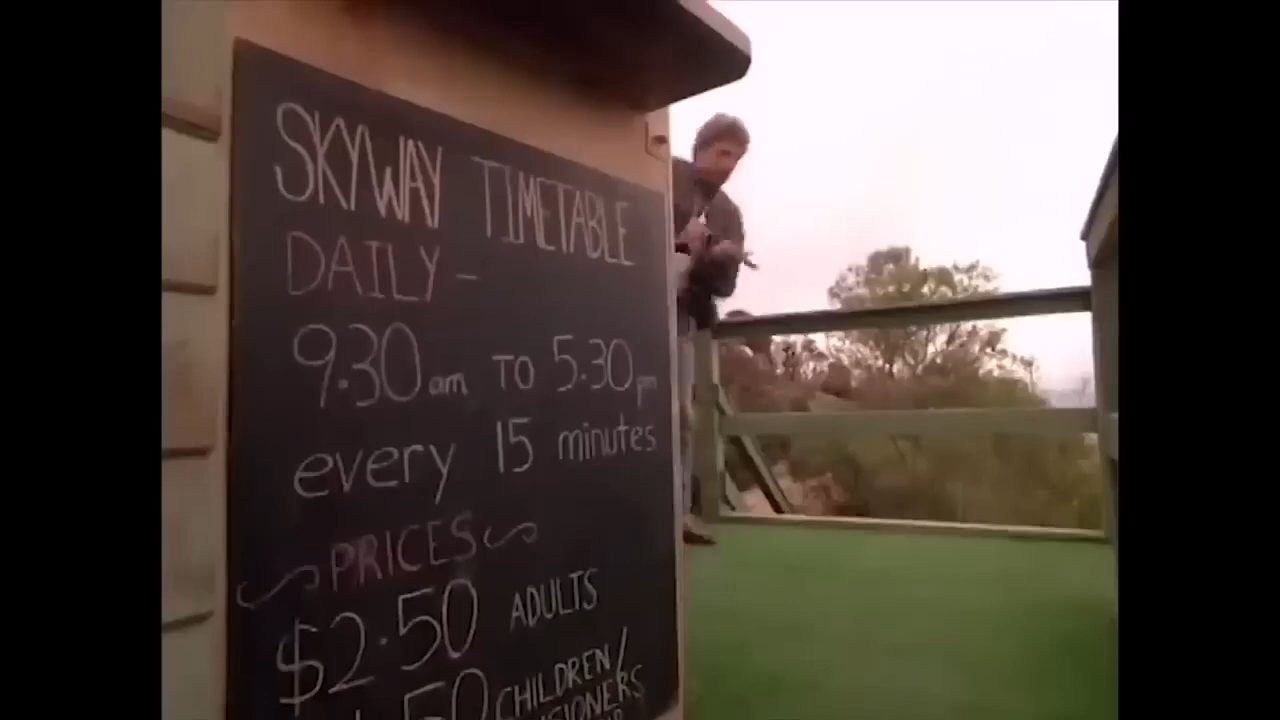 SKYWAY TIMETABLE
DAILY -
9.30 am TO 5.30 pm
every 15 minutes
PRICES
$2.50 ADULTS
CHILDREN/